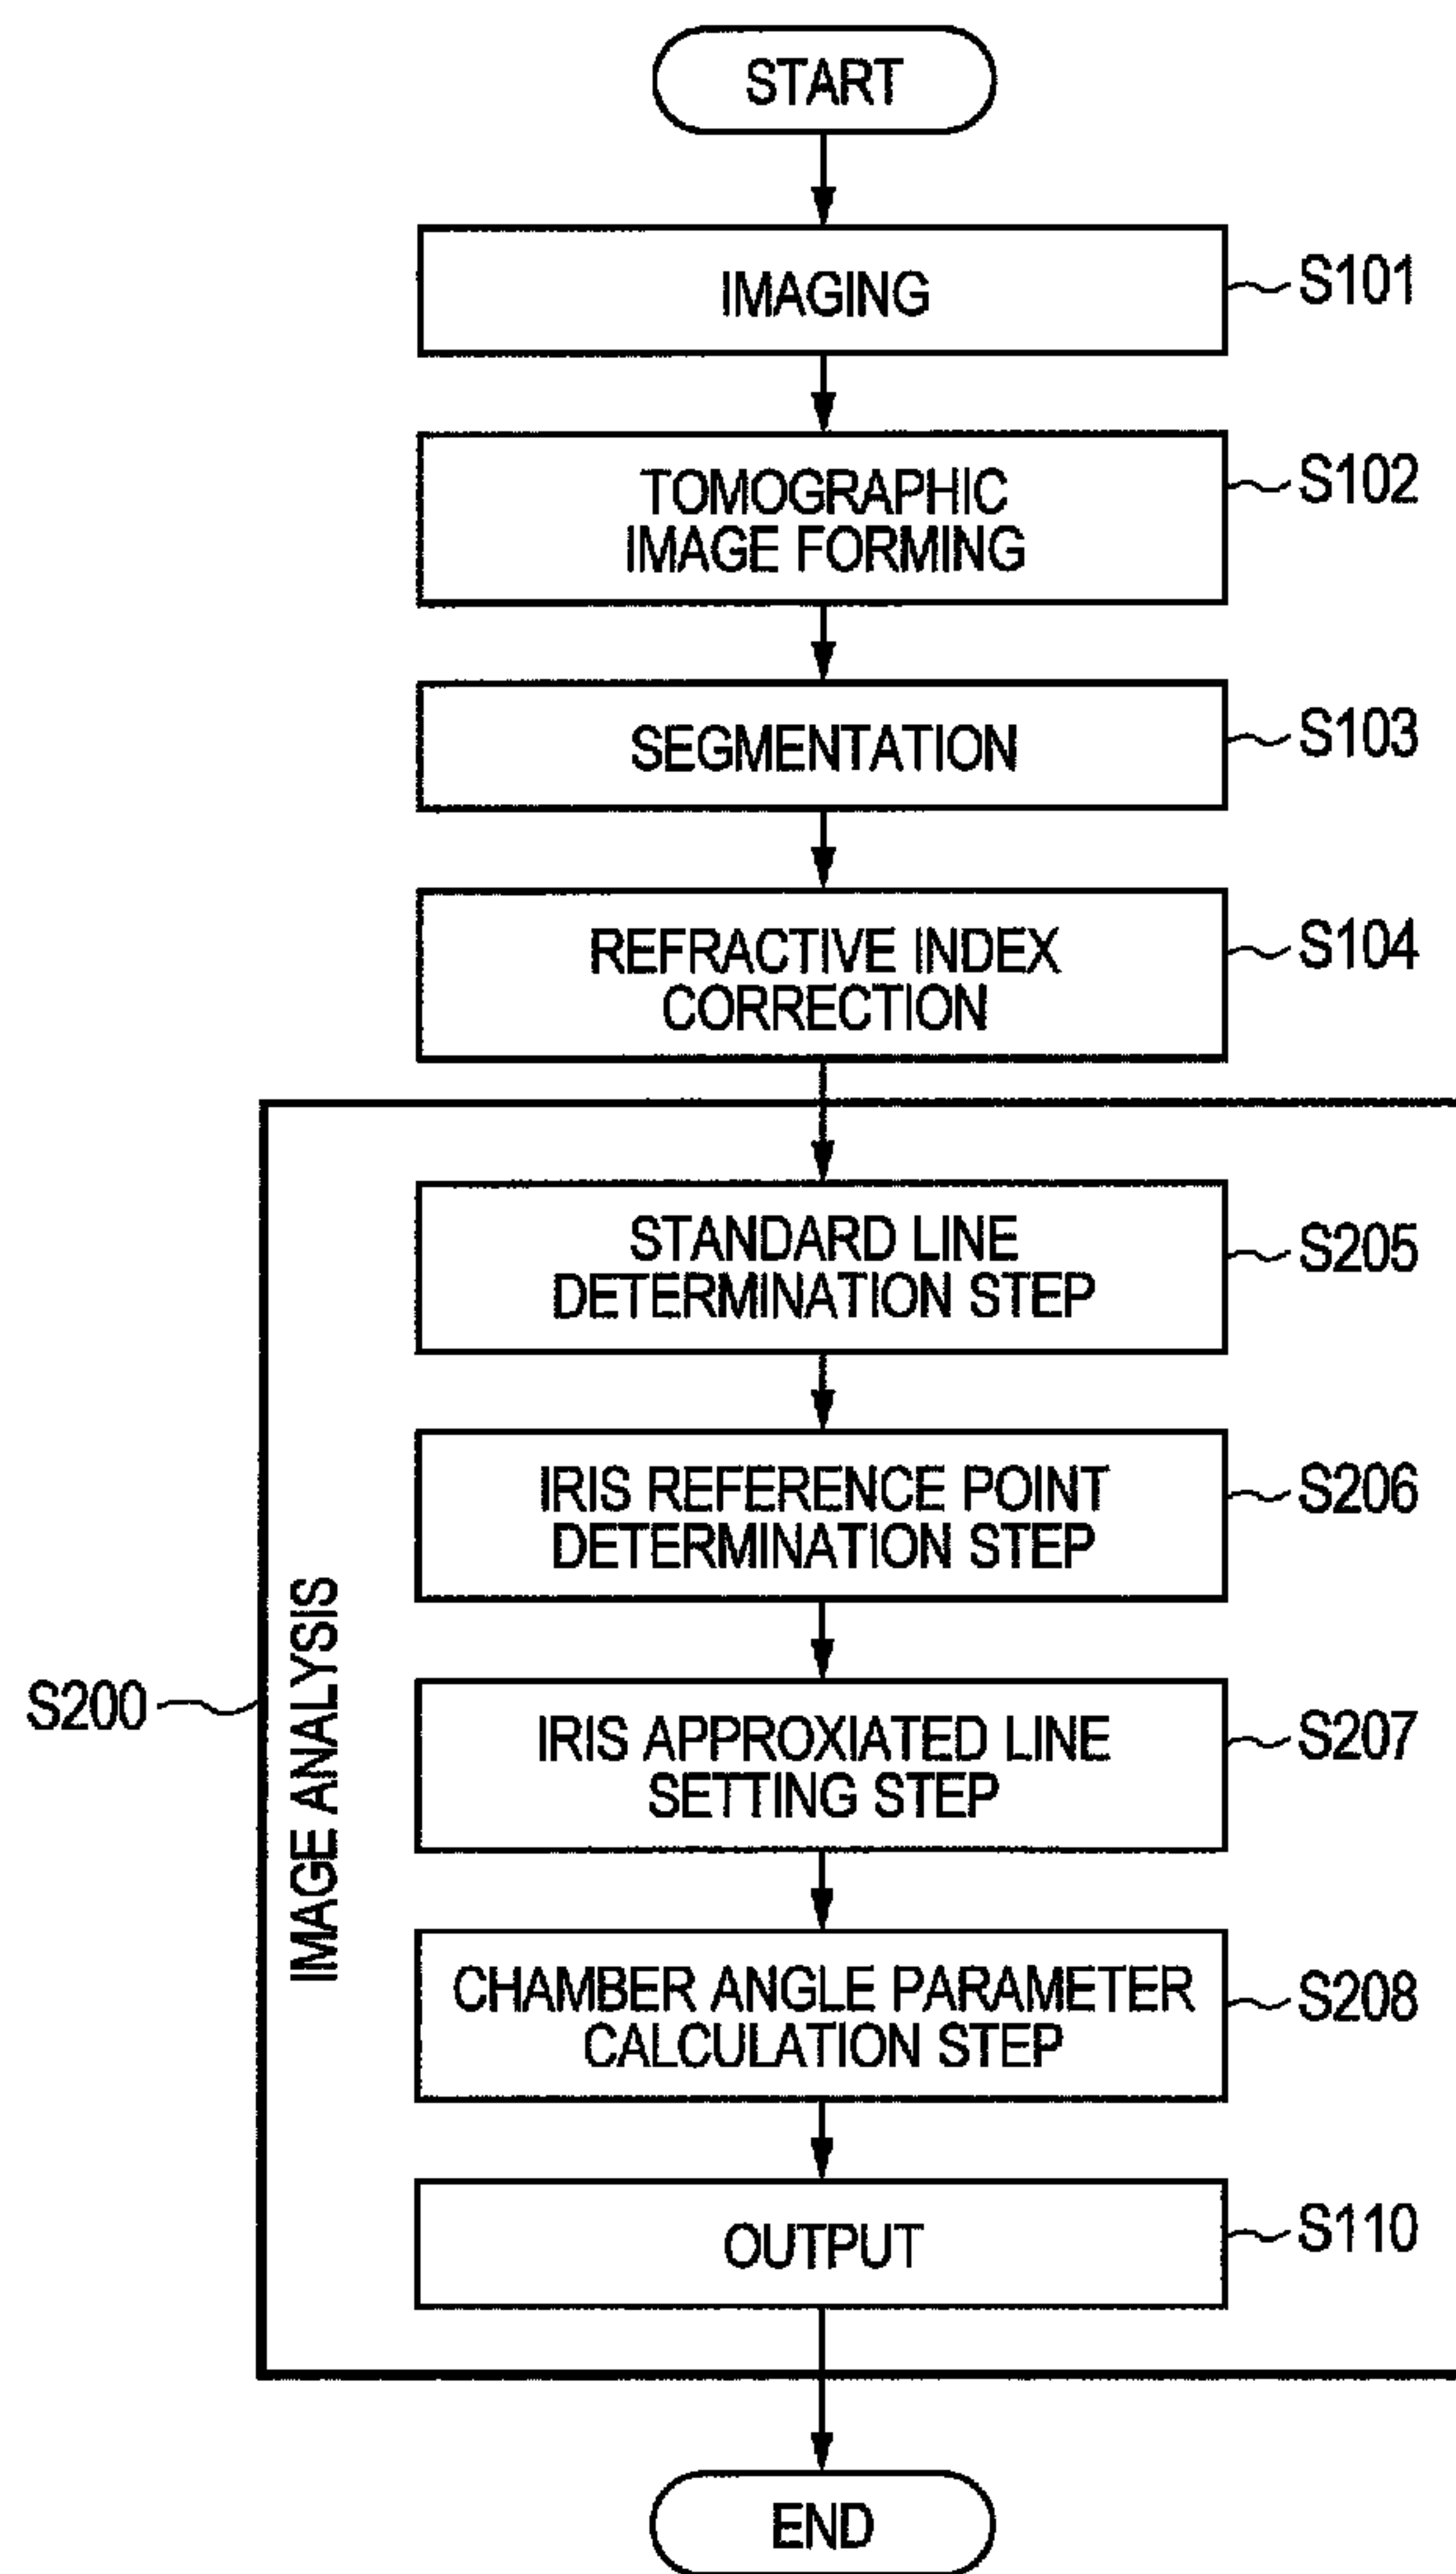 START
IMAGING
S101
TOMOGRAPHIC
IMAGE FORMING
S102
SEGMENTATION
S103
REFRACTIVE INDEX
CORRECTION
S104
STANDARD LINE
DETERMINATION STEP
S205
IRIS REFERENCE POINT
DETERMINATION STEP
S206
S200
IMAGE ANALYSIS
IRIS APPROXIATED LINE
SETTING STEP
S207
CHAMBER ANGLE PARAMETER
CALCULATION STEP
S208
OUTPUT
S110
END